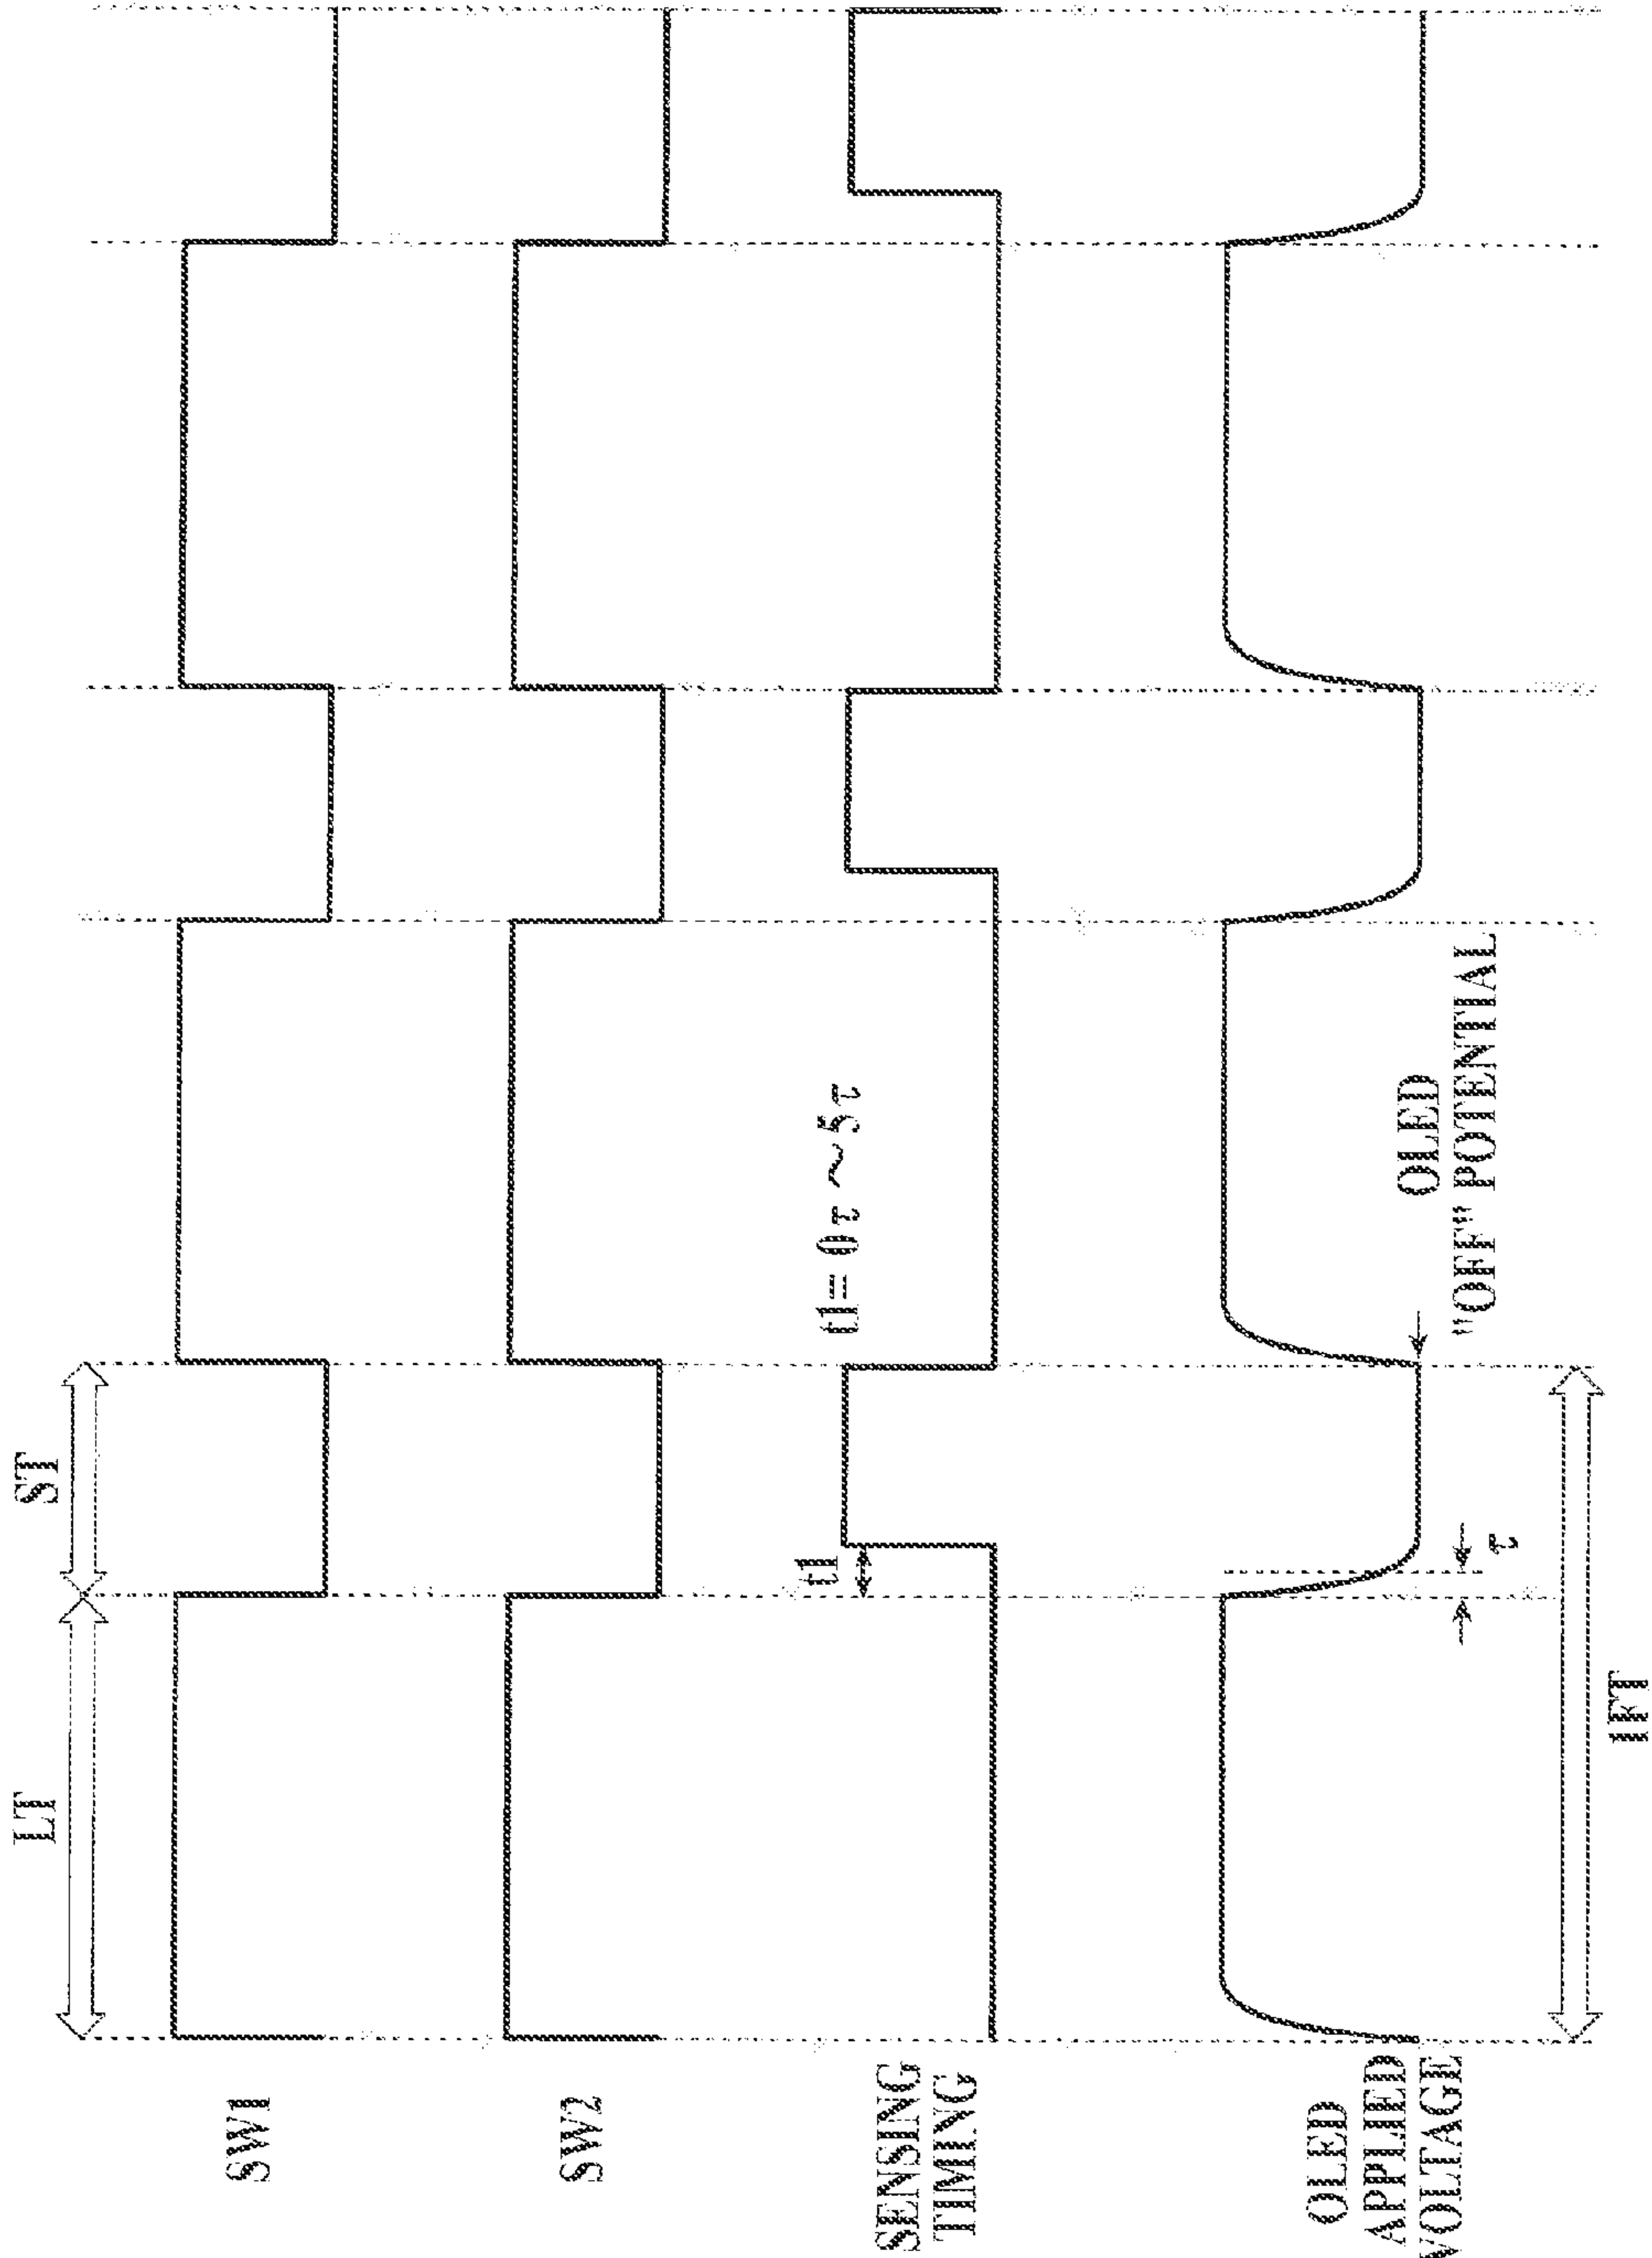 LT
ST
SW1
SW2
SENSING
TIMING
t1
t1= 0τ ~5τ
OLED
APPLIED
VOLTAGE
τ
OLED
"OFF" POTENTIAL
1FT